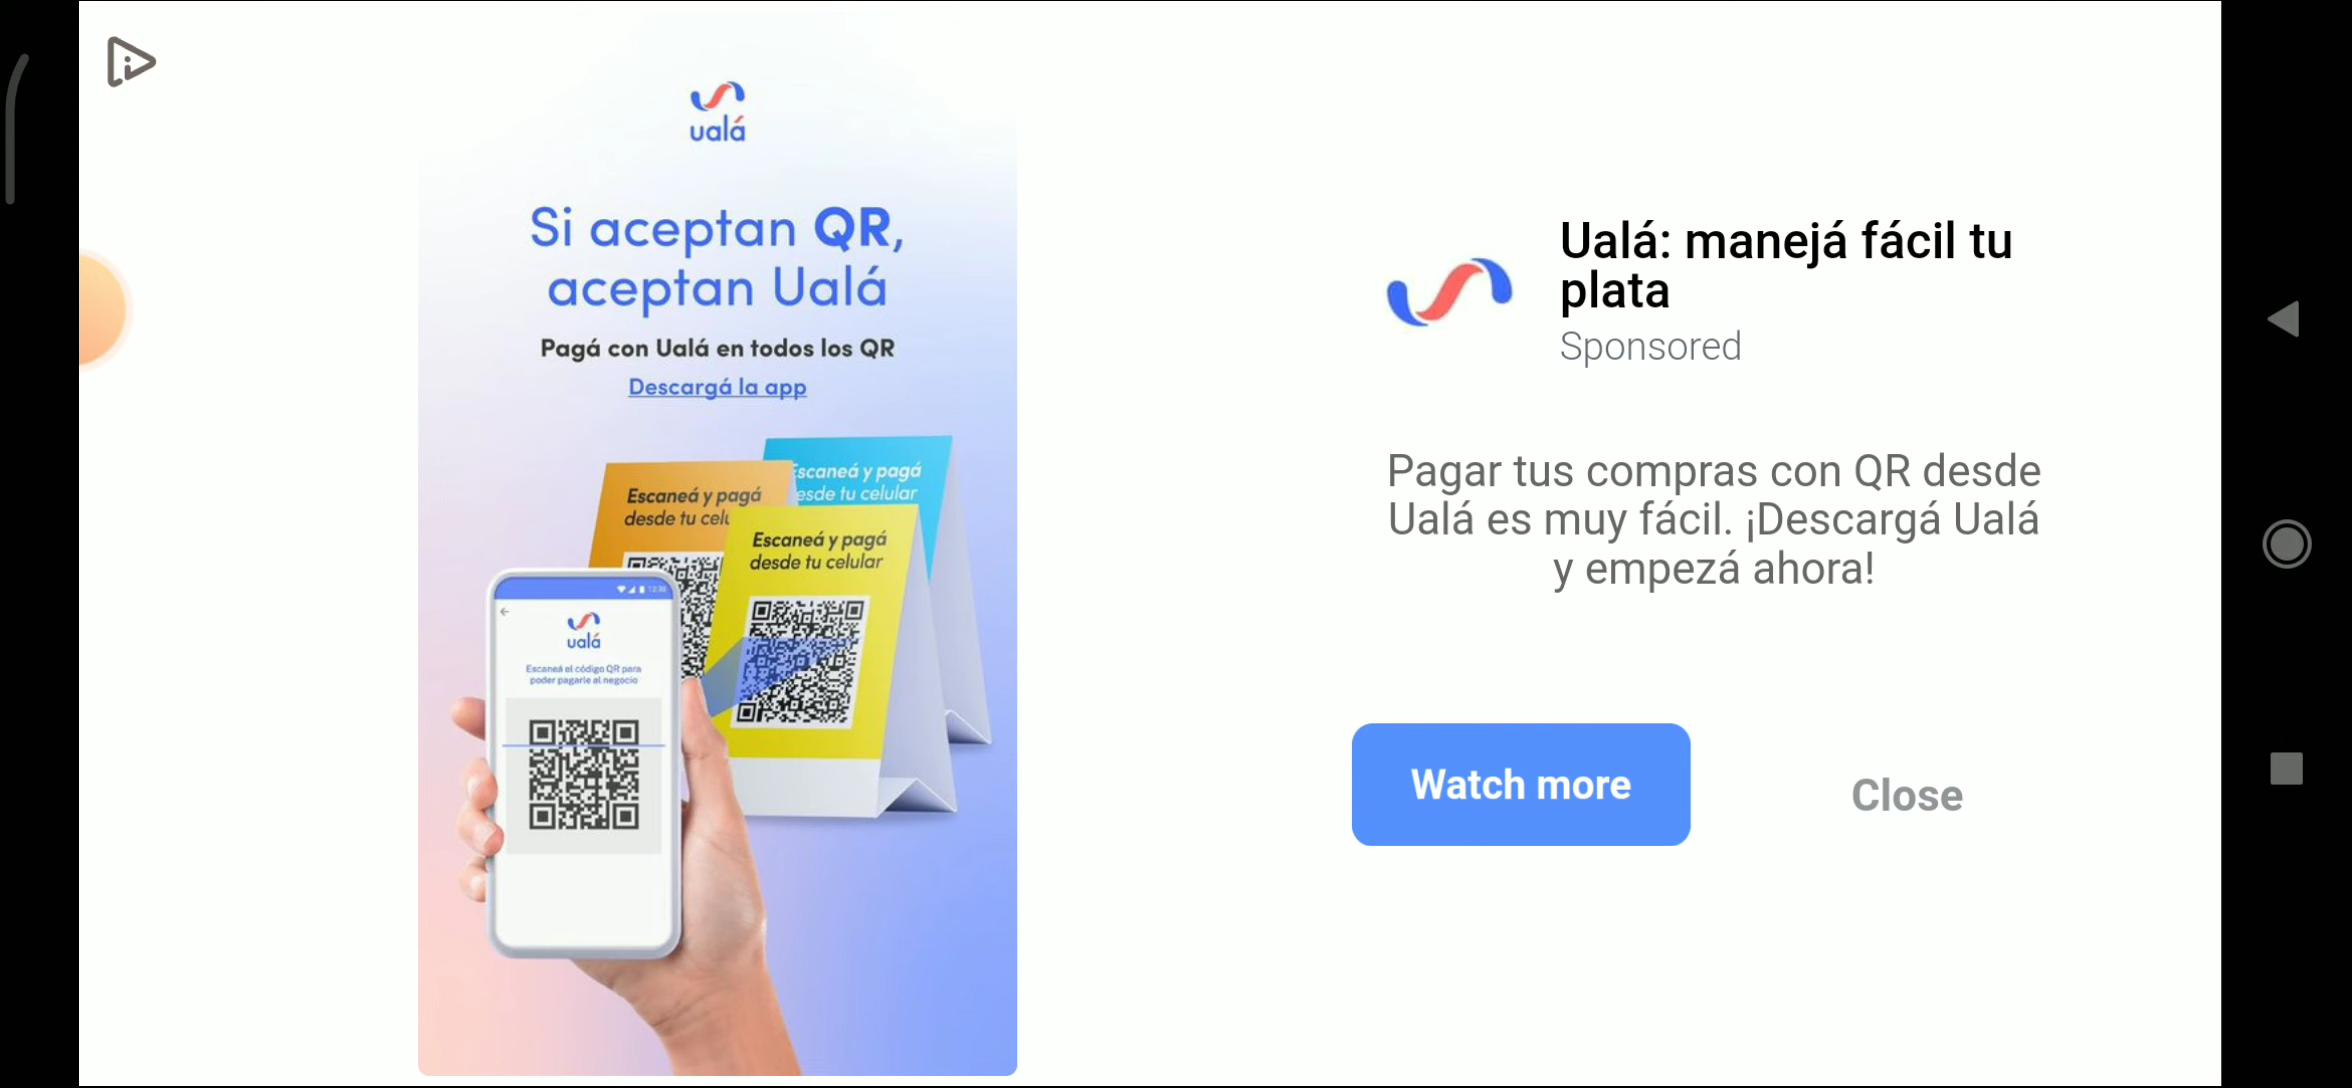 ualá
Si aceptan QR,
aceptan Ualá
Pagá con Ualá en todos los QR
Descargá la app
Escaneá y pagá
esde tu celular
Escaneá y pagá
desde tu celu
Escaneá y pagá
desde tu celular
12:30
ualá
Escaneá el código QR para
poder pagarle al negocio
Ualá: manejá fácil tu
plata
Sponsored
Pagar tus compras con QR desde
Ualá es muy fácil. ¡Descargá Ualá
y empezá ahora!
Watch more
Close